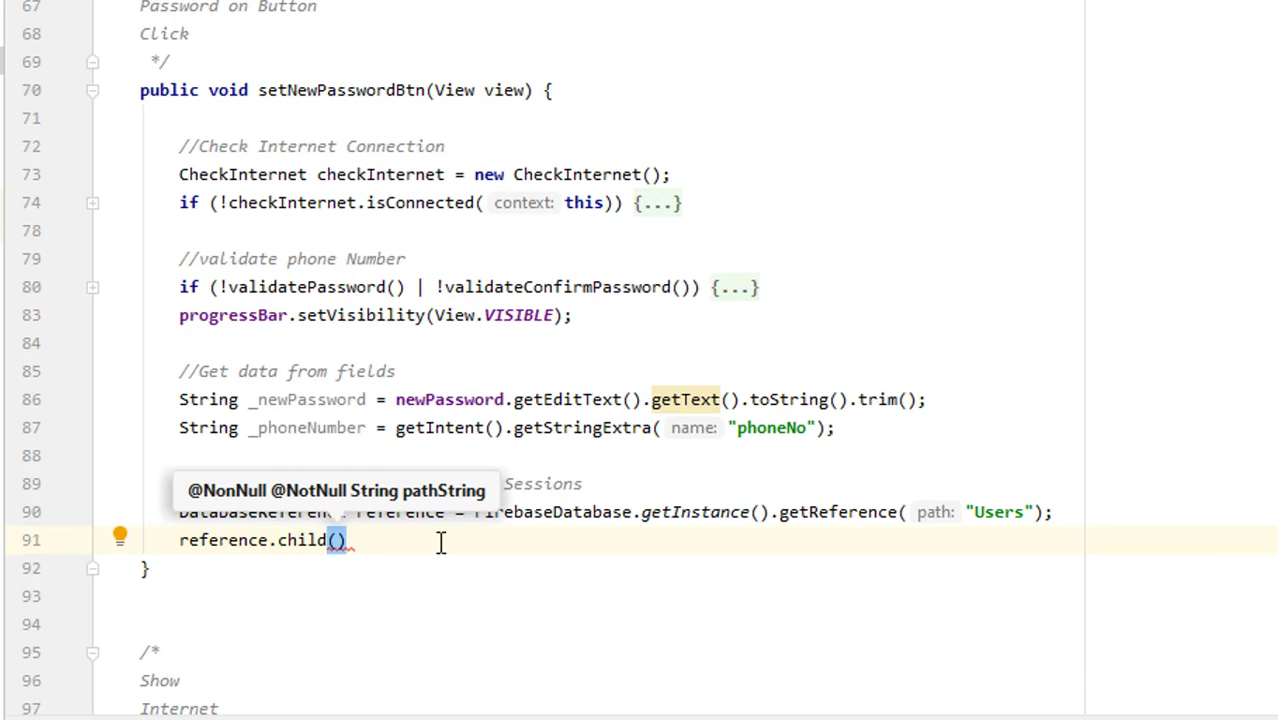 67 Password on Button
68 Click
69 */
70 public void setNewPasswordBtn(View view) {
71
72 //Check Internet Connection
73 CheckInternet checkInternet = new CheckInternet();
74 if (!checkInternet.isConnected( context: this)) {...}
78
79 //validate phone Number
80 if (!validatePassword() | !validateConfirmPassword()) {...}
83 progressBar.setVisibility(View.VISIBLE);
84
85 //Get data from fields
86 String _newPassword = newPassword.getEditText().getText().toString().trim();
87 String _phoneNumber = getIntent().getStringExtra( name: "phoneNo");
88
@NonNull @NotNull String pathString
89 Sessions
90 DatabaseReference reference = FirebaseDatabase.getInstance().getReference( path: "Users");
91 reference.child()
92 }
93
94
95 /*
96 Show
97 Internet